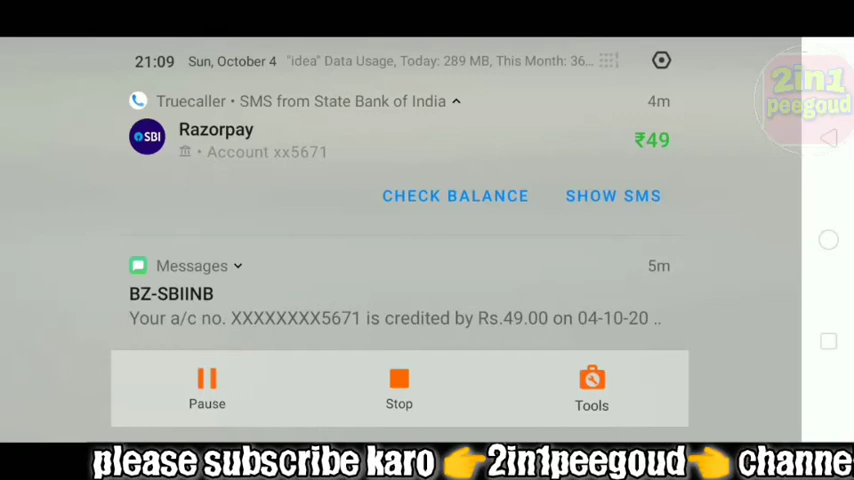 21:09 Sun, October 4 "idea" Data Usage, Today: 289 MB, This Month: 36...
2in1
peegoud
Truecaller • SMS from State Bank of India 4m
SBI
Razorpay
₹49
• Account xx5671
CHECK BALANCE SHOW SMS
Messages 5m
BZ-SBIINB
Your a/c no. XXXXXXXX5671 is credited by Rs.49.00 on 04-10-20 ..
Pause Stop Tools
please subscribe karo 👉2in1peegoud👈 channe